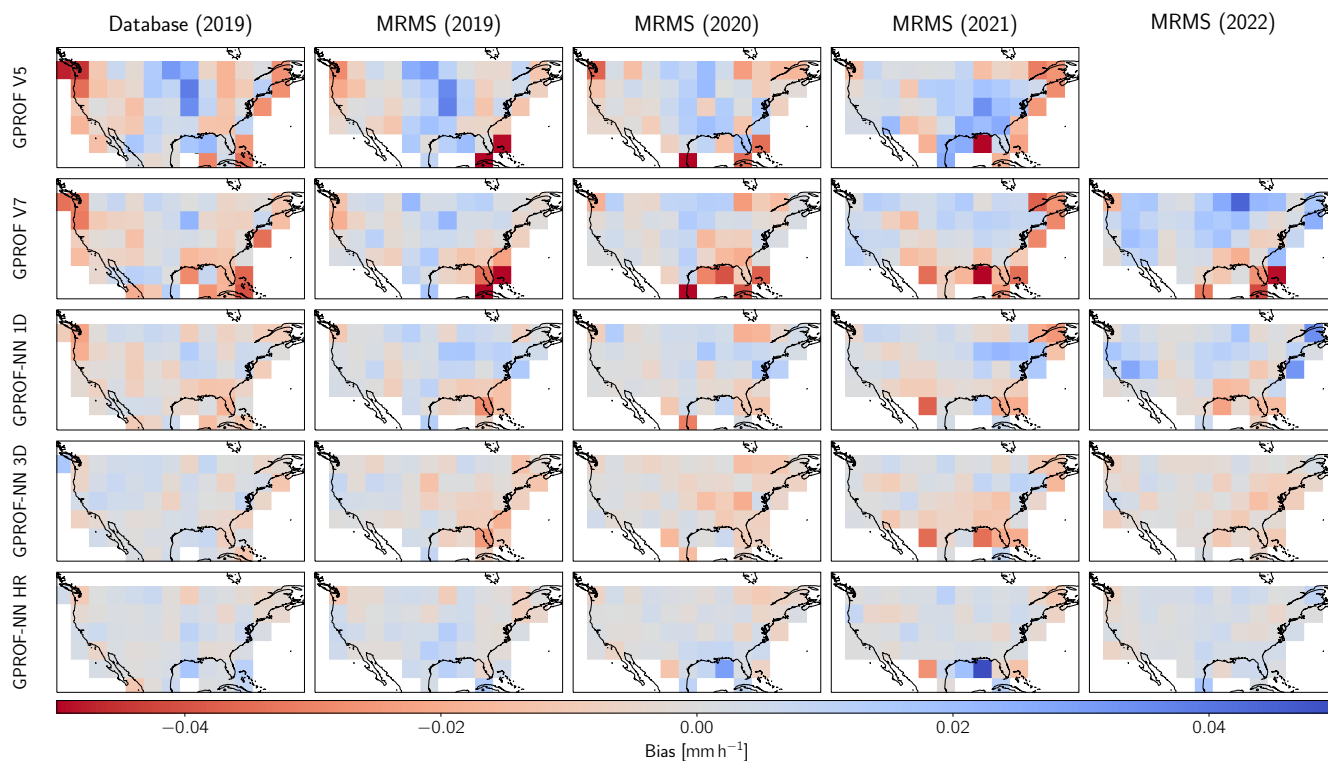 Database (2019) MRMS (2019) MRMS (2020) MRMS (2021) MRMS (2022)
GPROF V5
GPROF V7
GPROF-NN 1D
GPROF-NN 3D
GPROF-NN HR
−0.04 −0.02 0.00 0.02 0.04
Bias [mm h⁻¹]